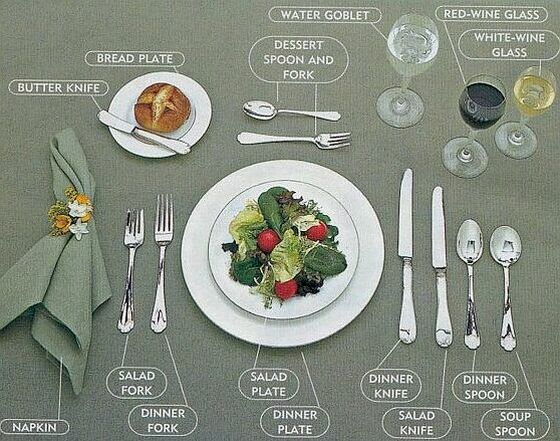 WATER GOBLET
RED-WINE GLASS
WHITE-WINE
GLASS
BREAD PLATE
DESSERT
SPOON AND
FORK
BUTTER KNIFE
SALAD
FORK
SALAD
PLATE
DINNER
KNIFE
DINNER
SPOON
DINNER
FORK
DINNER
PLATE
SALAD
KNIFE
SOUP
SPOON
NAPKIN